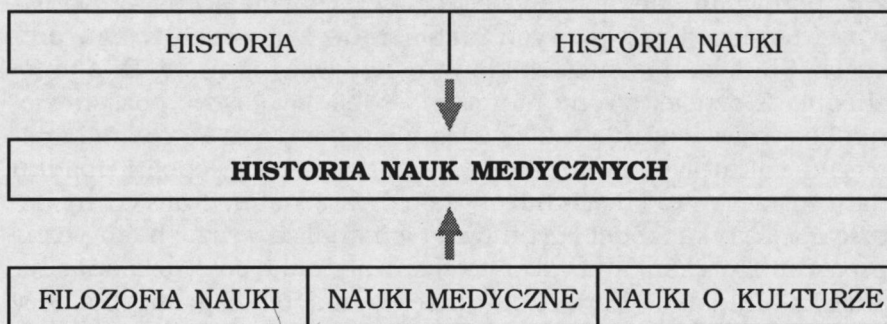 HISTORIA HISTORIA NAUKI
HISTORIA NAUK MEDYCZNYCH
FILOZOFIA NAUKI NAUKI MEDYCZNE NAUKI O KULTURZE